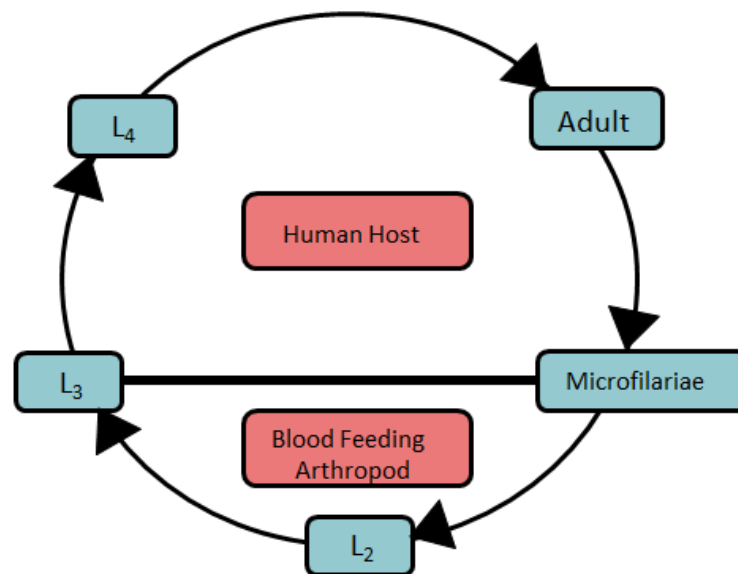 L₄
Adult
Human Host
L₃
Microfilariae
Blood Feeding
Arthropod
L₂